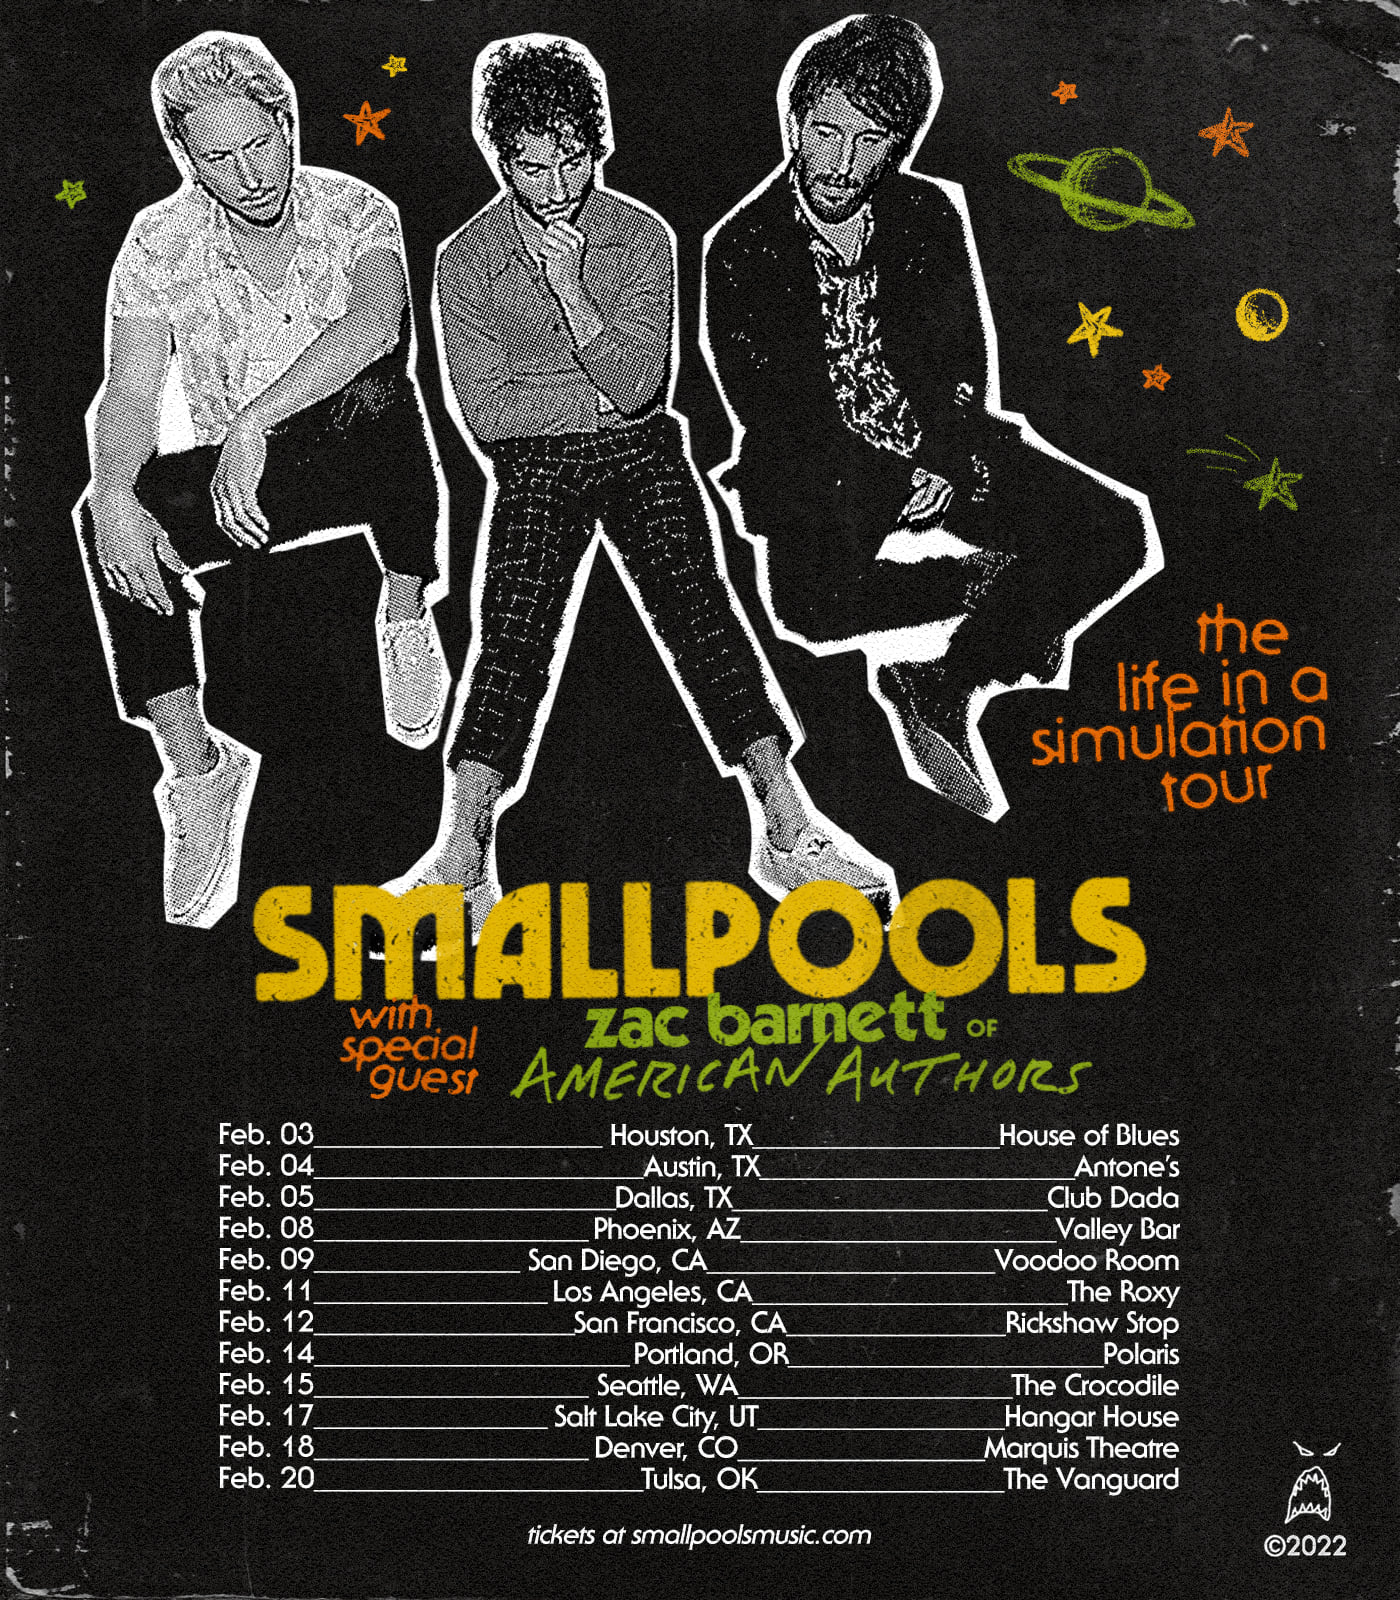 the
life in a
simulation
tour
SMALLPOOLS
with
special
guest
zac barnett OF
AMERICAN AUTHORS
Feb. 03 Houston, TX House of Blues
Feb. 04 Austin, TX Antone's
Feb. 05 Dallas, TX Club Dada
Feb. 08 Phoenix, AZ Valley Bar
Feb. 09 San Diego, CA Voodoo Room
Feb. 11 Los Angeles, CA The Roxy
Feb. 12 San Francisco, CA Rickshaw Stop
Feb. 14 Portland, OR Polaris
Feb. 15 Seattle, WA The Crocodile
Feb. 17 Salt Lake City, UT Hangar House
Feb. 18 Denver, CO Marquis Theatre
Feb. 20 Tulsa, OK The Vanguard
tickets at smallpoolsmusic.com
©2022